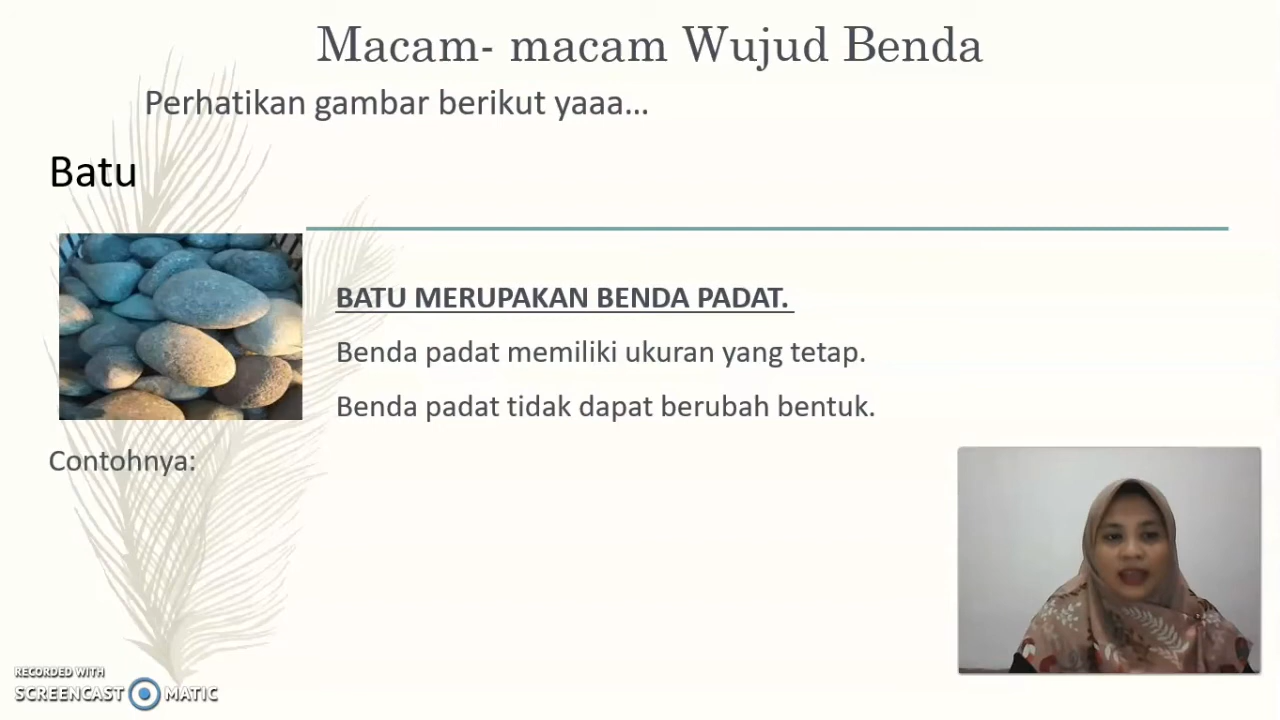 Macam- macam Wujud Benda
Perhatikan gambar berikut yaaa...
Batu
BATU MERUPAKAN BENDA PADAT.
Benda padat memiliki ukuran yang tetap.
Benda padat tidak dapat berubah bentuk.
Contohnya:
RECORDED WITH
SCREENCAST MATIC